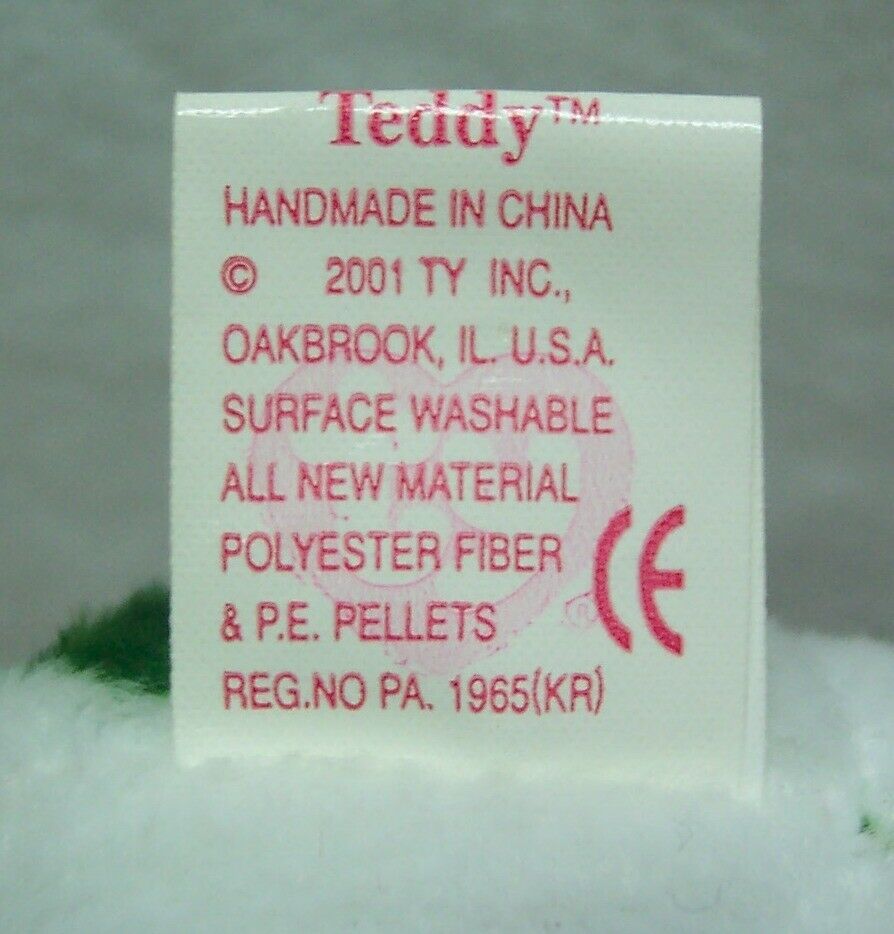 Teddy™
HANDMADE IN CHINA
© 2001 TY INC.,
OAKBROOK, IL. U.S.A.
SURFACE WASHABLE
ALL NEW MATERIAL
POLYESTER FIBER
& P.E. PELLETS
REG.NO PA. 1965(KR)
CE
®